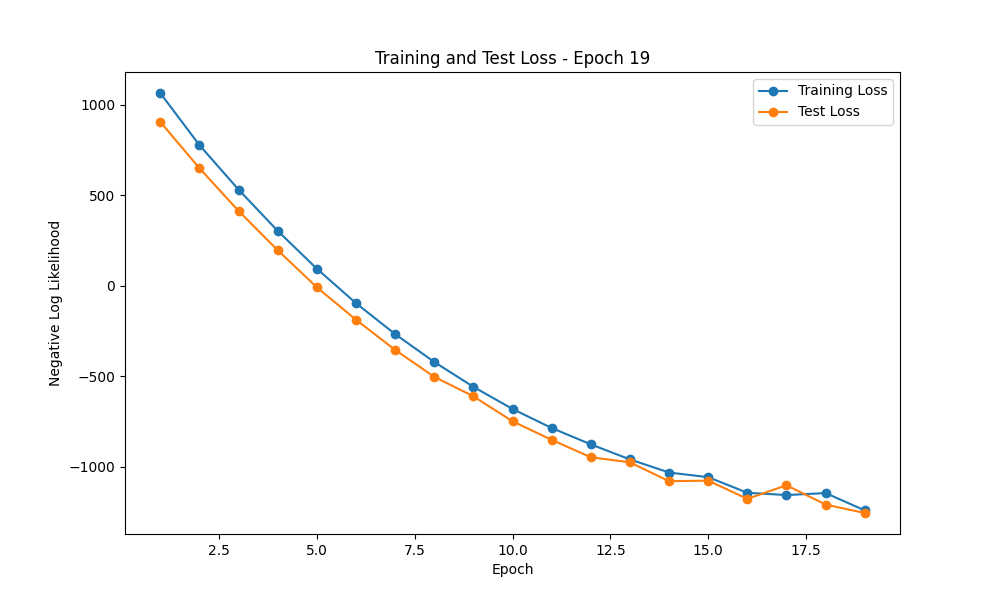 Training and Test Loss - Epoch 19
Training Loss
Test Loss
Negative Log Likelihood
1000
500
0
−500
−1000
2.5
5.0
7.5
10.0
12.5
15.0
17.5
Epoch